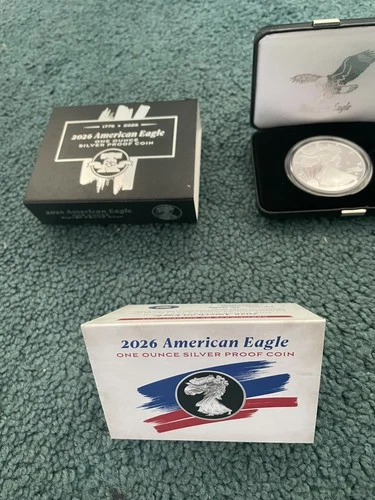 1776 ★ 2026
2026 American Eagle
ONE OUNCE
SILVER PROOF COIN
2026 American Eagle
Eagle
2026 American Eagle
ONE OUNCE SILVER PROOF COIN